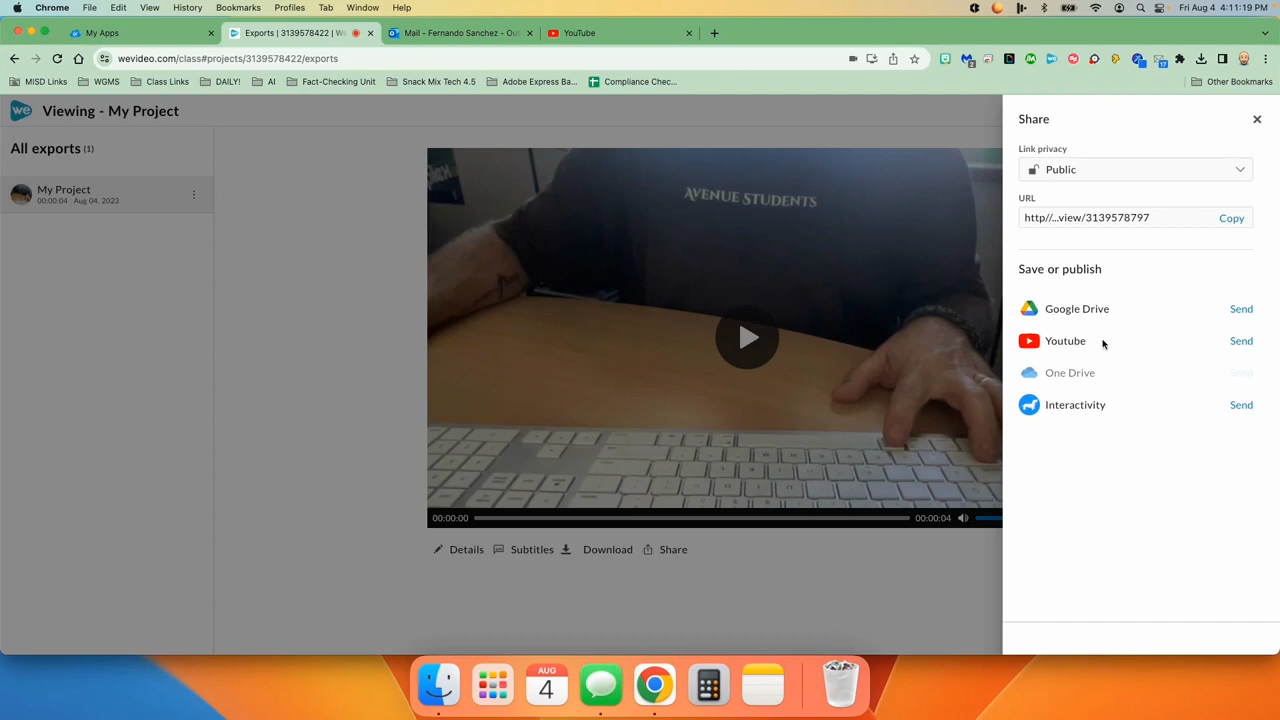 Chrome File Edit View History Bookmarks Profiles Tab Window Help
Fri Aug 4 4:11:19 PM
My Apps
Exports | 3139578422 | W
Mail - Fernando Sanchez - Out
YouTube
wevideo.com/class#projects/3139578422/exports
MISD Links WGMS Class Links DAILY! AI Fact-Checking Unit Snack Mix Tech 4.5 Adobe Express Ba... Compliance Chec... Other Bookmarks
we Viewing - My Project
All exports (1)
My Project
00:00:04 Aug 04, 2023
AVENUE STUDENTS
00:00:00 00:00:04
Details Subtitles Download Share
Share
Link privacy
Public
URL
http//...view/3139578797 Copy
Save or publish
Google Drive Send
Youtube Send
One Drive Send
Interactivity Send
AUG
4